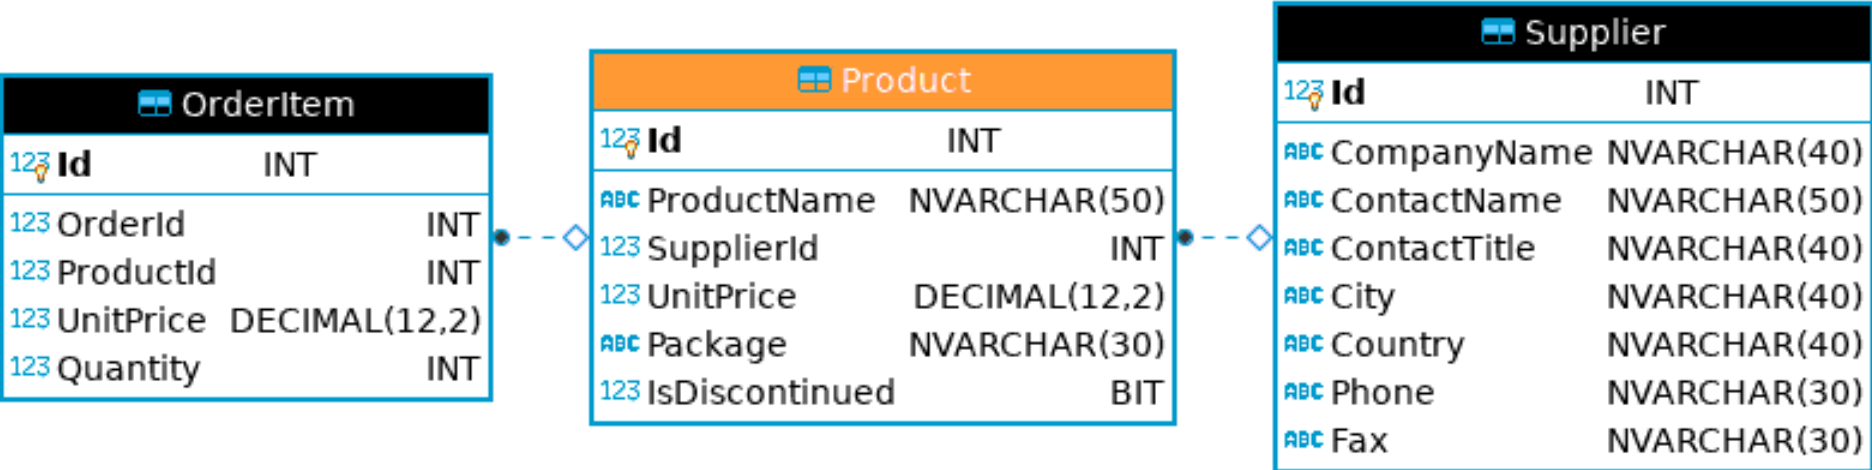 OrderItem
123 Id INT
123 OrderId INT
123 ProductId INT
123 UnitPrice DECIMAL(12,2)
123 Quantity INT
Product
123 Id INT
ABC ProductName NVARCHAR(50)
123 SupplierId INT
123 UnitPrice DECIMAL(12,2)
ABC Package NVARCHAR(30)
123 IsDiscontinued BIT
Supplier
123 Id INT
ABC CompanyName NVARCHAR(40)
ABC ContactName NVARCHAR(50)
ABC ContactTitle NVARCHAR(40)
ABC City NVARCHAR(40)
ABC Country NVARCHAR(40)
ABC Phone NVARCHAR(30)
ABC Fax NVARCHAR(30)